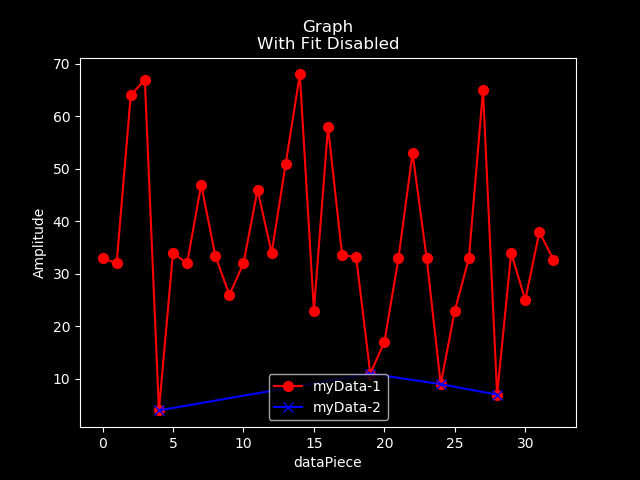 Graph
With Fit Disabled
Amplitude
70
60
50
40
30
20
10
0 5 10 15 20 25 30
dataPiece
myData-1
myData-2